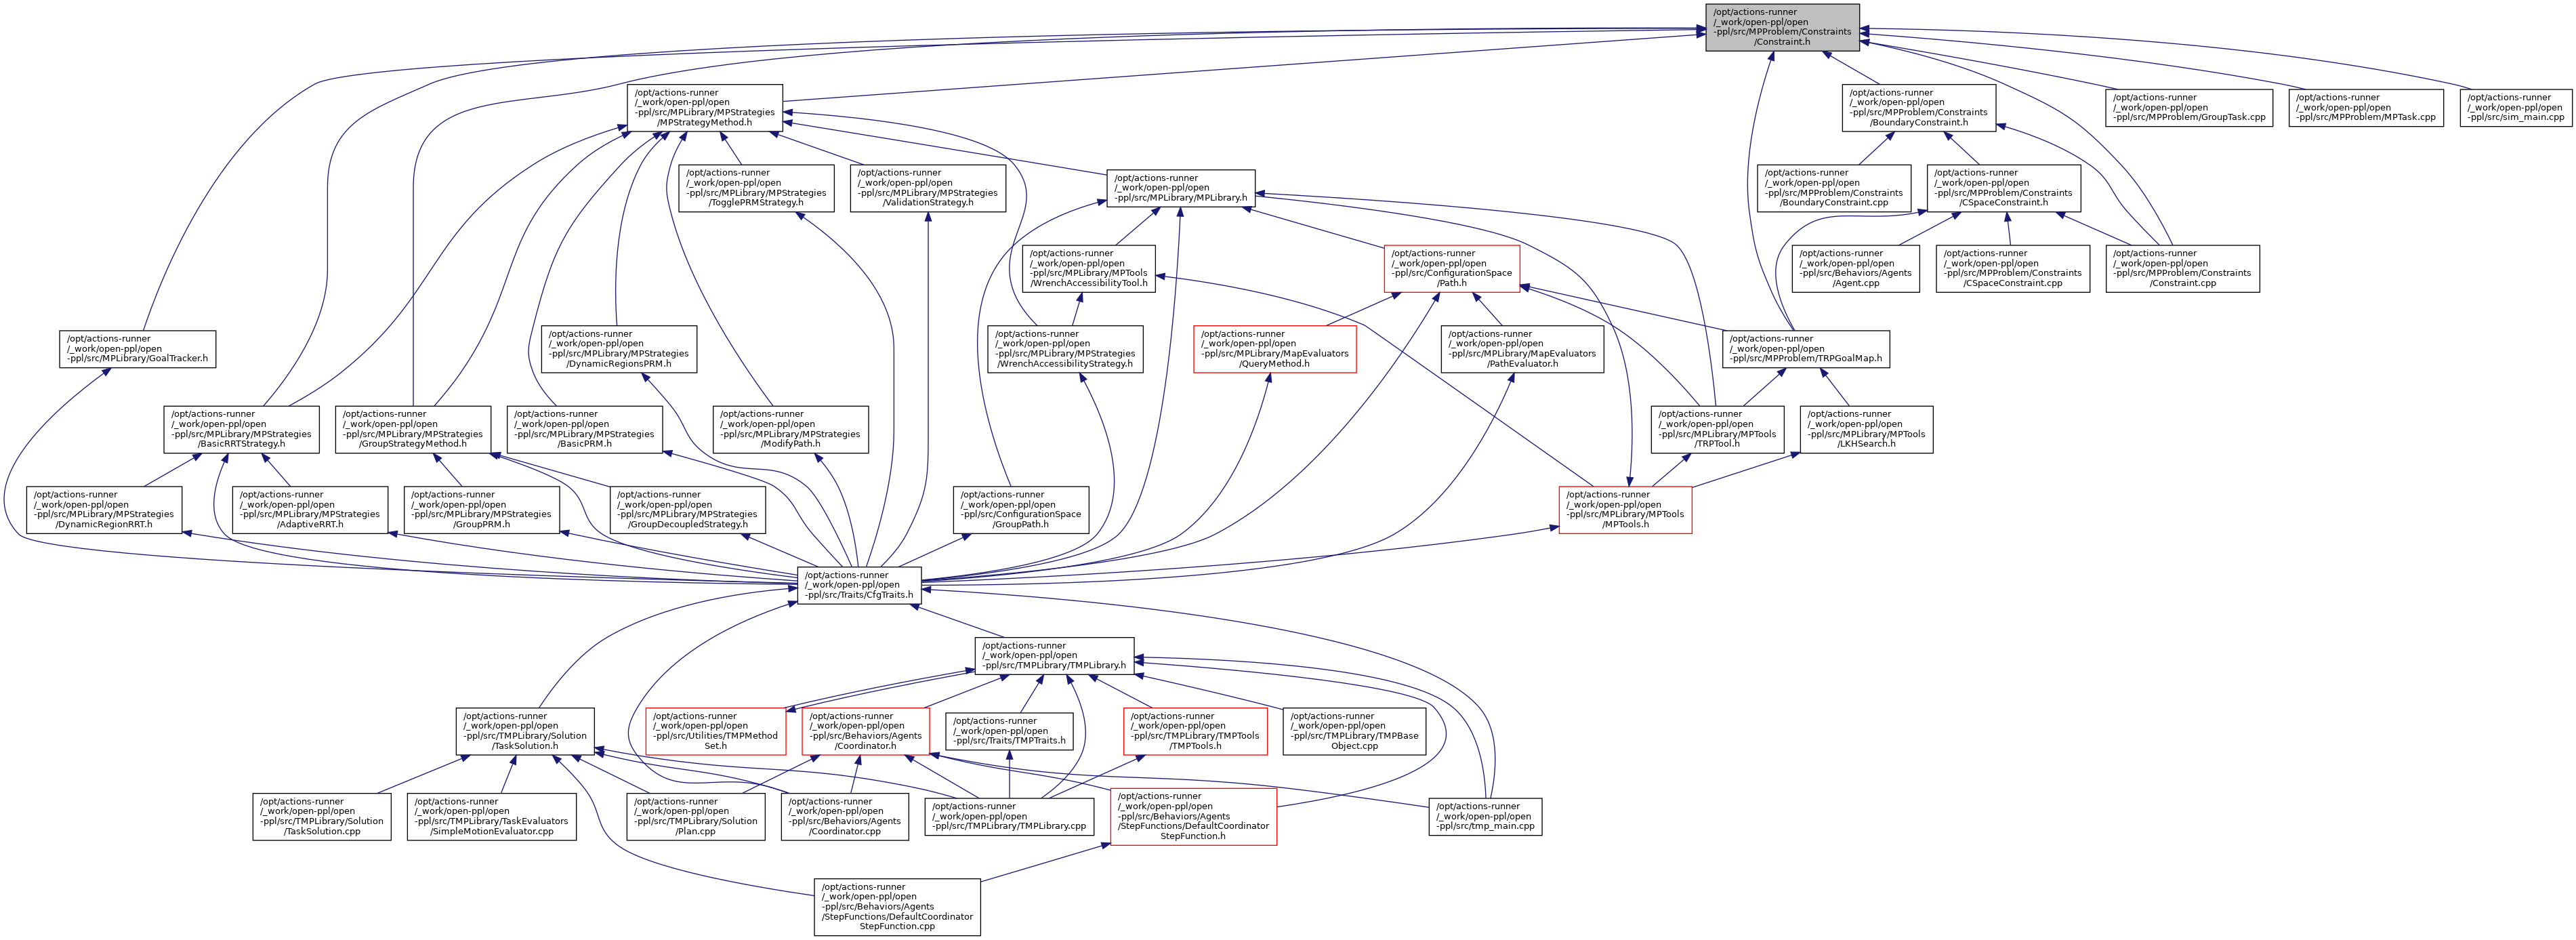 /opt/actions-runner
/_work/open-ppl/open
-ppl/src/MPProblem/Constraints
/Constraint.h
/opt/actions-runner
/_work/open-ppl/open
-ppl/src/MPLibrary/MPStrategies
/MPStrategyMethod.h
/opt/actions-runner
/_work/open-ppl/open
-ppl/src/MPProblem/Constraints
/BoundaryConstraint.h
/opt/actions-runner
/_work/open-ppl/open
-ppl/src/MPProblem/GroupTask.cpp
/opt/actions-runner
/_work/open-ppl/open
-ppl/src/MPProblem/MPTask.cpp
/opt/actions-runner
/_work/open-ppl/open
-ppl/src/sim_main.cpp
/opt/actions-runner
/_work/open-ppl/open
-ppl/src/MPLibrary/MPStrategies
/TogglePRMStrategy.h
/opt/actions-runner
/_work/open-ppl/open
-ppl/src/MPLibrary/MPStrategies
/ValidationStrategy.h
/opt/actions-runner
/_work/open-ppl/open
-ppl/src/MPLibrary/MPLibrary.h
/opt/actions-runner
/_work/open-ppl/open
-ppl/src/MPProblem/Constraints
/BoundaryConstraint.cpp
/opt/actions-runner
/_work/open-ppl/open
-ppl/src/MPProblem/Constraints
/CSpaceConstraint.h
/opt/actions-runner
/_work/open-ppl/open
-ppl/src/MPLibrary/MPTools
/WrenchAccessibilityTool.h
/opt/actions-runner
/_work/open-ppl/open
-ppl/src/ConfigurationSpace
/Path.h
/opt/actions-runner
/_work/open-ppl/open
-ppl/src/Behaviors/Agents
/Agent.cpp
/opt/actions-runner
/_work/open-ppl/open
-ppl/src/MPProblem/Constraints
/CSpaceConstraint.cpp
/opt/actions-runner
/_work/open-ppl/open
-ppl/src/MPProblem/Constraints
/Constraint.cpp
/opt/actions-runner
/_work/open-ppl/open
-ppl/src/MPLibrary/GoalTracker.h
/opt/actions-runner
/_work/open-ppl/open
-ppl/src/MPLibrary/MPStrategies
/DynamicRegionsPRM.h
/opt/actions-runner
/_work/open-ppl/open
-ppl/src/MPLibrary/MPStrategies
/WrenchAccessibilityStrategy.h
/opt/actions-runner
/_work/open-ppl/open
-ppl/src/MPLibrary/MapEvaluators
/QueryMethod.h
/opt/actions-runner
/_work/open-ppl/open
-ppl/src/MPLibrary/MapEvaluators
/PathEvaluator.h
/opt/actions-runner
/_work/open-ppl/open
-ppl/src/MPProblem/TRPGoalMap.h
/opt/actions-runner
/_work/open-ppl/open
-ppl/src/MPLibrary/MPStrategies
/BasicRRTStrategy.h
/opt/actions-runner
/_work/open-ppl/open
-ppl/src/MPLibrary/MPStrategies
/GroupStrategyMethod.h
/opt/actions-runner
/_work/open-ppl/open
-ppl/src/MPLibrary/MPStrategies
/BasicPRM.h
/opt/actions-runner
/_work/open-ppl/open
-ppl/src/MPLibrary/MPStrategies
/ModifyPath.h
/opt/actions-runner
/_work/open-ppl/open
-ppl/src/MPLibrary/MPTools
/TRPTool.h
/opt/actions-runner
/_work/open-ppl/open
-ppl/src/MPLibrary/MPTools
/LKHSearch.h
/opt/actions-runner
/_work/open-ppl/open
-ppl/src/MPLibrary/MPStrategies
/DynamicRegionRRT.h
/opt/actions-runner
/_work/open-ppl/open
-ppl/src/MPLibrary/MPStrategies
/AdaptiveRRT.h
/opt/actions-runner
/_work/open-ppl/open
-ppl/src/MPLibrary/MPStrategies
/GroupPRM.h
/opt/actions-runner
/_work/open-ppl/open
-ppl/src/MPLibrary/MPStrategies
/GroupDecoupledStrategy.h
/opt/actions-runner
/_work/open-ppl/open
-ppl/src/ConfigurationSpace
/GroupPath.h
/opt/actions-runner
/_work/open-ppl/open
-ppl/src/MPLibrary/MPTools
/MPTools.h
/opt/actions-runner
/_work/open-ppl/open
-ppl/src/Traits/CfgTraits.h
/opt/actions-runner
/_work/open-ppl/open
-ppl/src/TMPLibrary/TMPLibrary.h
/opt/actions-runner
/_work/open-ppl/open
-ppl/src/TMPLibrary/Solution
/TaskSolution.h
/opt/actions-runner
/_work/open-ppl/open
-ppl/src/Utilities/TMPMethod
Set.h
/opt/actions-runner
/_work/open-ppl/open
-ppl/src/Behaviors/Agents
/Coordinator.h
/opt/actions-runner
/_work/open-ppl/open
-ppl/src/Traits/TMPTraits.h
/opt/actions-runner
/_work/open-ppl/open
-ppl/src/TMPLibrary/TMPTools
/TMPTools.h
/opt/actions-runner
/_work/open-ppl/open
-ppl/src/TMPLibrary/TMPBase
Object.cpp
/opt/actions-runner
/_work/open-ppl/open
-ppl/src/TMPLibrary/Solution
/TaskSolution.cpp
/opt/actions-runner
/_work/open-ppl/open
-ppl/src/TMPLibrary/TaskEvaluators
/SimpleMotionEvaluator.cpp
/opt/actions-runner
/_work/open-ppl/open
-ppl/src/TMPLibrary/Solution
/Plan.cpp
/opt/actions-runner
/_work/open-ppl/open
-ppl/src/Behaviors/Agents
/Coordinator.cpp
/opt/actions-runner
/_work/open-ppl/open
-ppl/src/TMPLibrary/TMPLibrary.cpp
/opt/actions-runner
/_work/open-ppl/open
-ppl/src/Behaviors/Agents
/StepFunctions/DefaultCoordinator
StepFunction.h
/opt/actions-runner
/_work/open-ppl/open
-ppl/src/tmp_main.cpp
/opt/actions-runner
/_work/open-ppl/open
-ppl/src/Behaviors/Agents
/StepFunctions/DefaultCoordinator
StepFunction.cpp